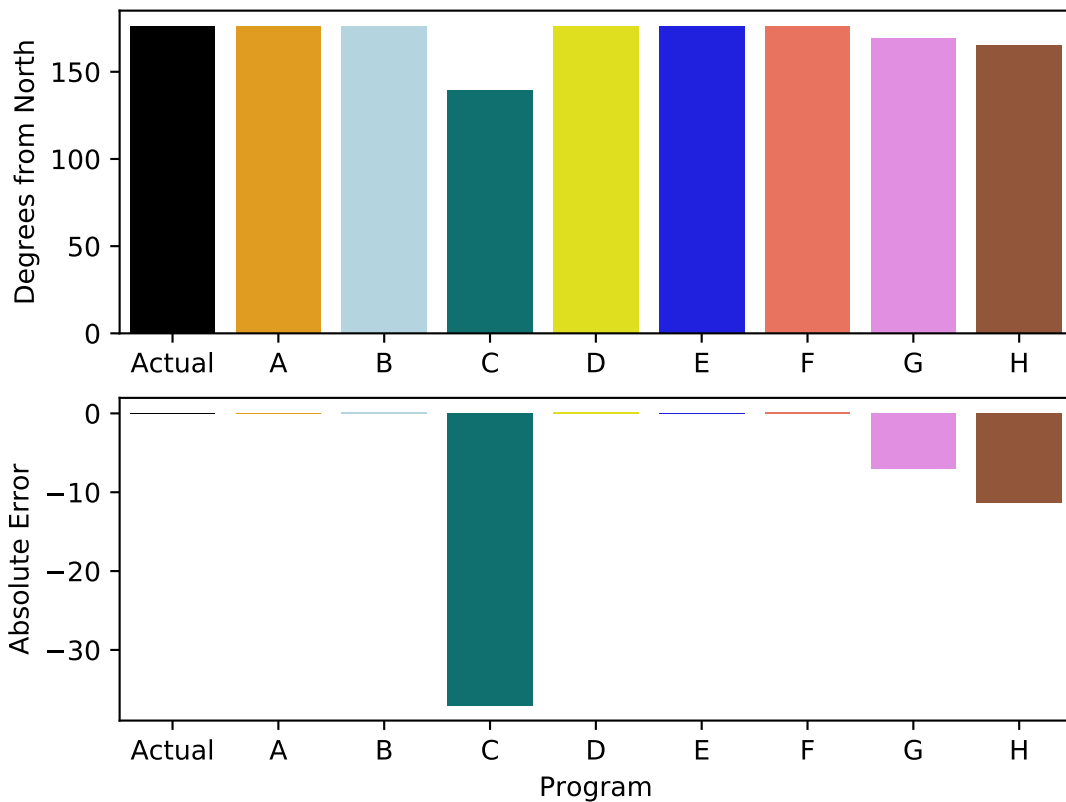 Degrees from North
150
100
50
0
Actual A B C D E F G H
Absolute Error
0
−10
−20
−30
Actual A B C D E F G H
Program